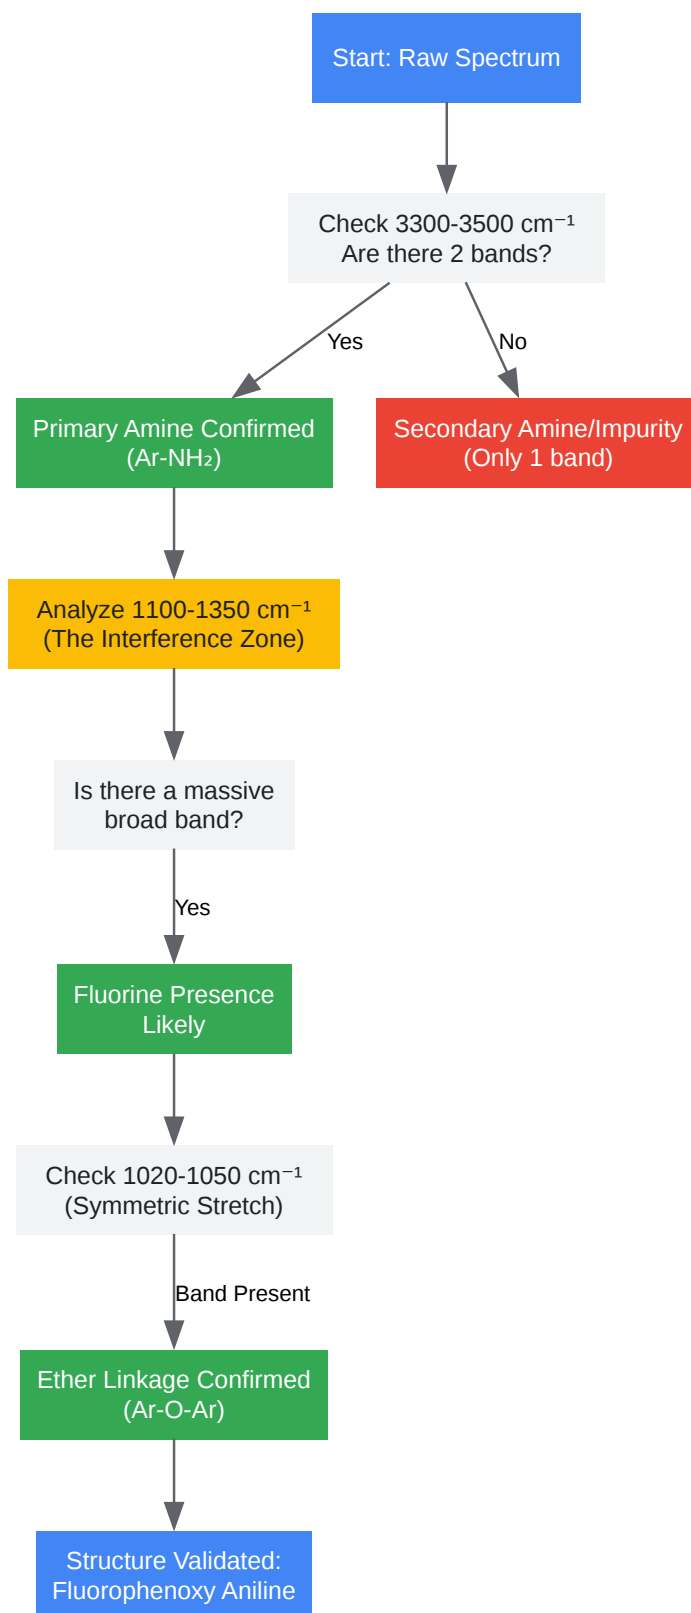 Start: Raw Spectrum
Check 3300-3500 cm⁻¹
Are there 2 bands?
Yes
No
Primary Amine Confirmed
(Ar-NH₂)
Secondary Amine/Impurity
(Only 1 band)
Analyze 1100-1350 cm⁻¹
(The Interference Zone)
Is there a massive
broad band?
Yes
Fluorine Presence
Likely
Check 1020-1050 cm⁻¹
(Symmetric Stretch)
Band Present
Ether Linkage Confirmed
(Ar-O-Ar)
Structure Validated:
Fluorophenoxy Aniline